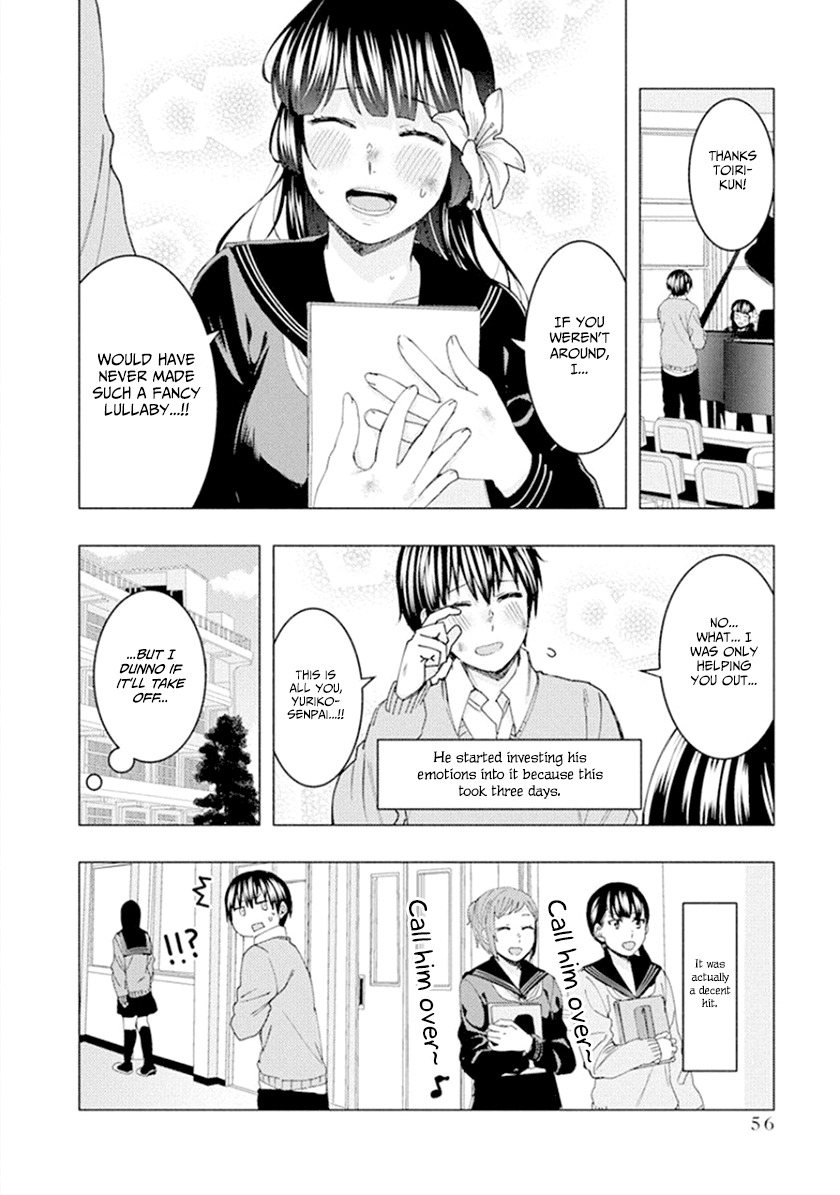 THANKS
TOIRI-
KUN!
IF YOU
WEREN'T
AROUND,
I...
WOULD HAVE
NEVER MADE
SUCH A FANCY
LULLABY...!!
NO...
WHAT... I
WAS ONLY
HELPING
YOU OUT...
THIS IS
ALL YOU,
YURIKO-
SENPAI...!!
He started investing his
emotions into it because this
took three days.
...BUT I
DUNNO IF
IT'LL TAKE
OFF...
It was
actually
a decent
hit.
Call him over~
Call him over~ ♪
!!?
56